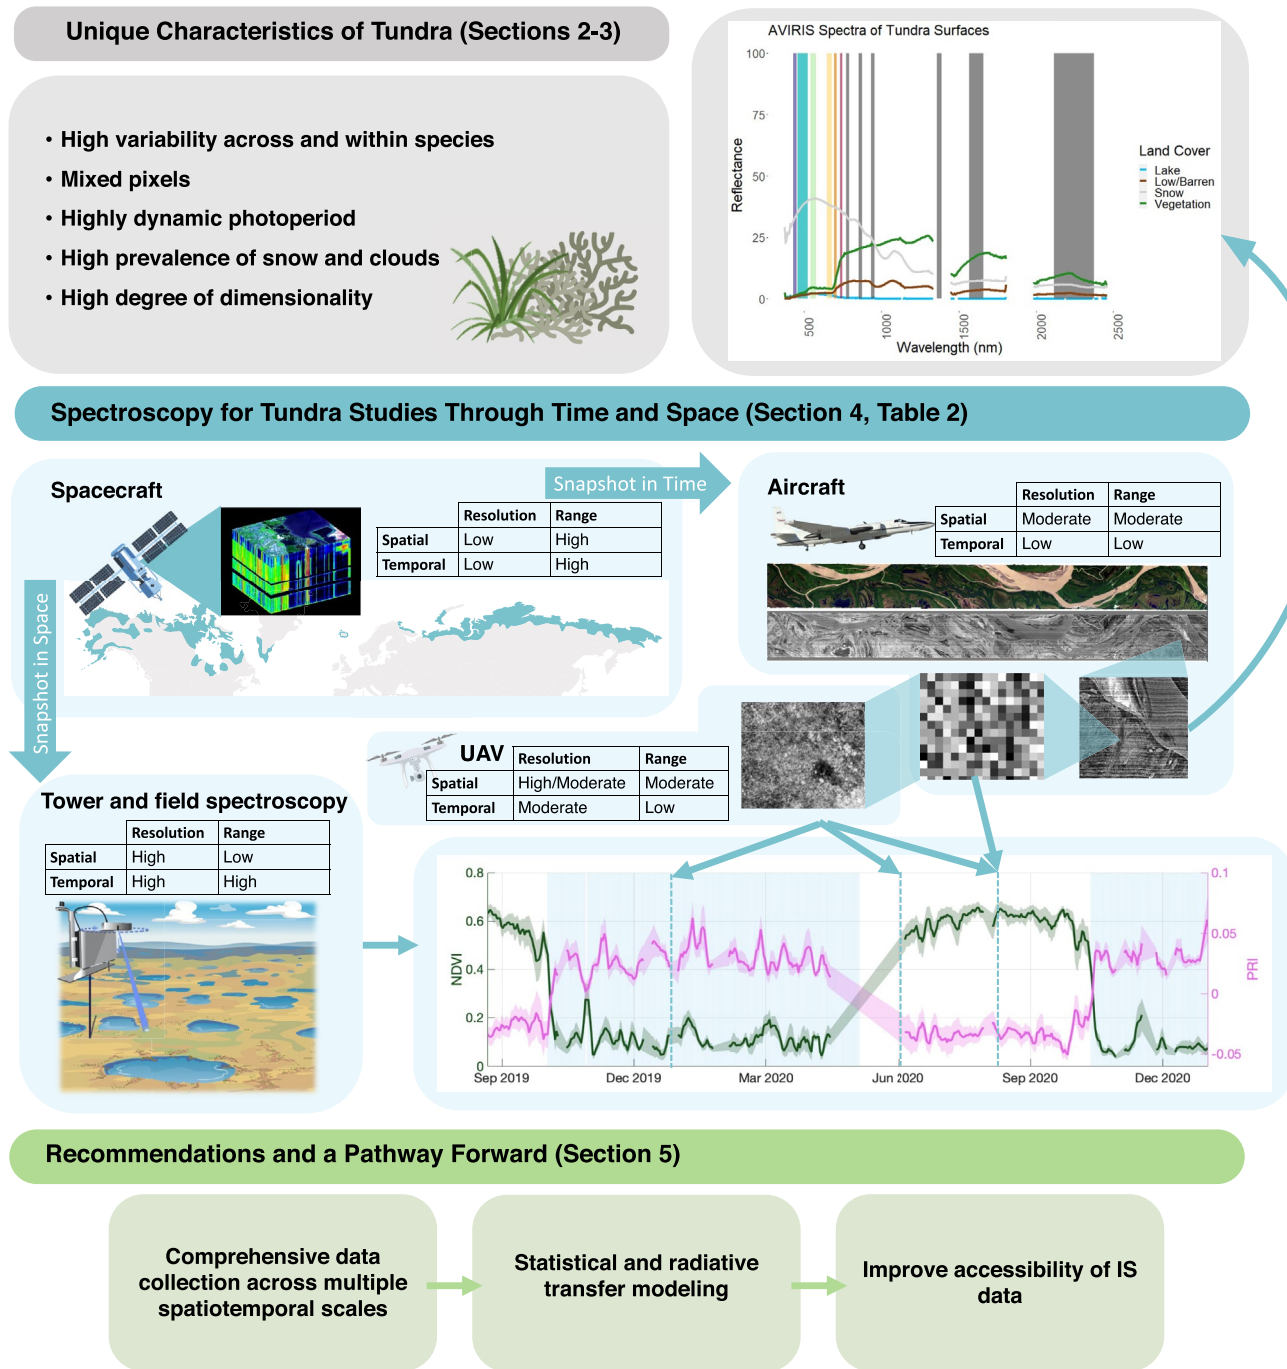 Unique Characteristics of Tundra (Sections 2-3)
• High variability across and within species
• Mixed pixels
• Highly dynamic photoperiod
• High prevalence of snow and clouds
• High degree of dimensionality
AVIRIS Spectra of Tundra Surfaces
Reflectance
100
75
50
25
0
500
1000
1500
2000
2500
Wavelength (nm)
Land Cover
Lake
Low/Barren
Snow
Vegetation
Spectroscopy for Tundra Studies Through Time and Space (Section 4, Table 2)
Spacecraft
Resolution Range
Spatial Low High
Temporal Low High
Snapshot in Time
Snapshot in Space
Aircraft
Resolution Range
Spatial Moderate Moderate
Temporal Low Low
UAV
Resolution Range
Spatial High/Moderate Moderate
Temporal Moderate Low
Tower and field spectroscopy
Resolution Range
Spatial High Low
Temporal High High
NDVI
0.8
0.6
0.4
0.2
0
Sep 2019
Dec 2019
Mar 2020
Jun 2020
Sep 2020
Dec 2020
0.1
0.05
0
-0.05
PRI
Recommendations and a Pathway Forward (Section 5)
Comprehensive data
collection across multiple
spatiotemporal scales
Statistical and radiative
transfer modeling
Improve accessibility of IS
data